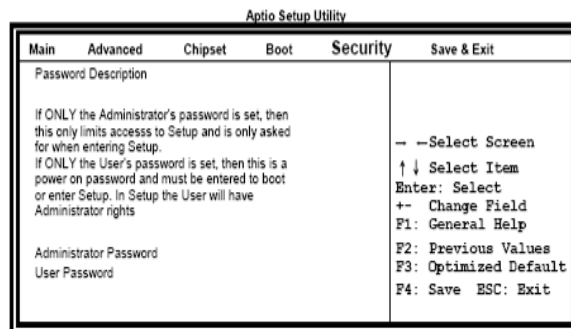 Aptio Setup Utility
Main Advanced Chipset Boot Security Save & Exit
Password Description
If ONLY the Administrator's password is set, then
this only limits accesss to Setup and is only asked
for when entering Setup.
If ONLY the User's password is set, then this is a
power on password and must be entered to boot
or enter Setup. In Setup the User will have
Administrator rights
Administrator Password
User Password
→ ←Select Screen
↑ ↓ Select Item
Enter: Select
+- Change Field
F1: General Help
F2: Previous Values
F3: Optimized Default
F4: Save ESC: Exit